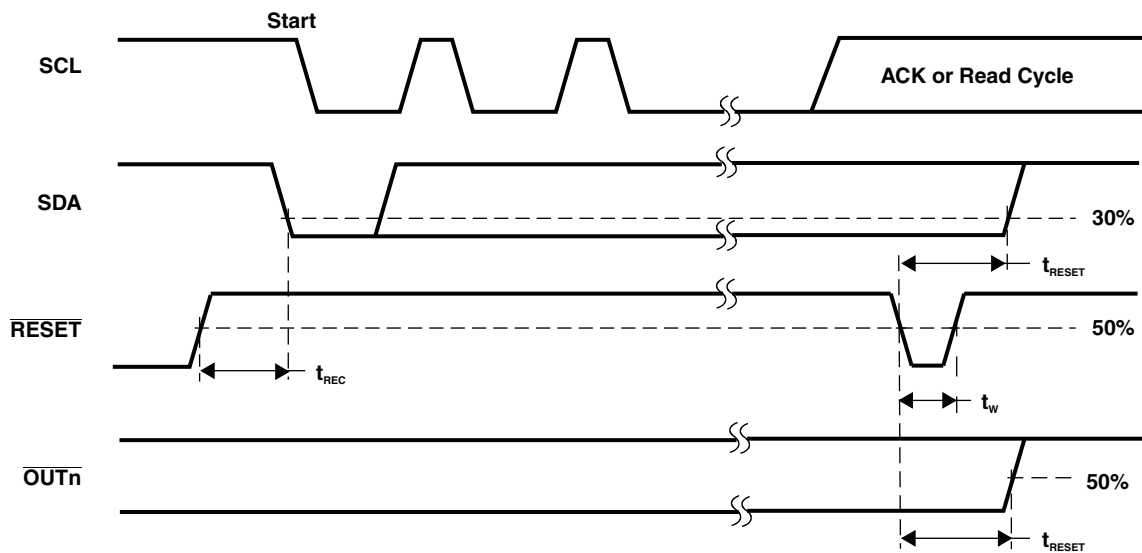 Start
SCL
ACK or Read Cycle
SDA
30%
tRESET
RESET
50%
tREC
tW
OUTn
50%
tRESET